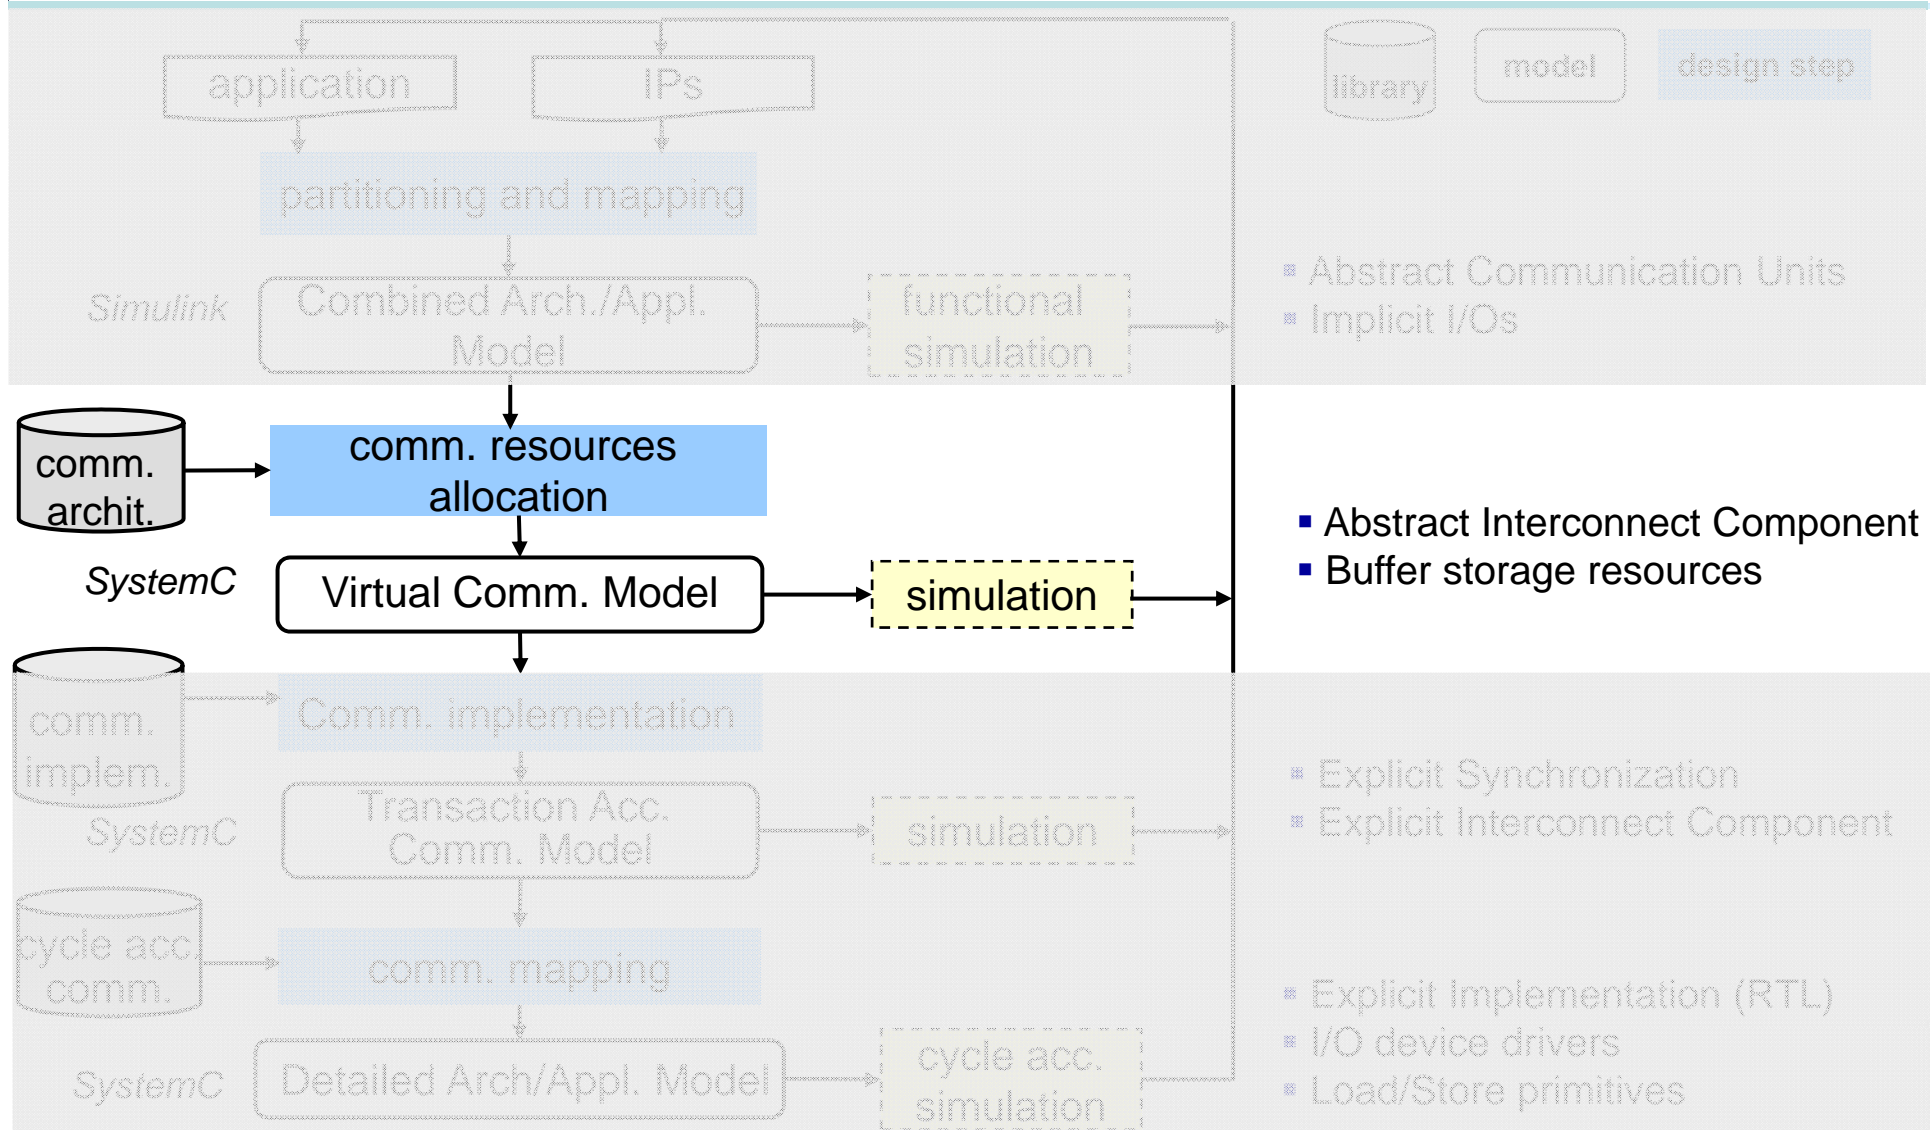 application
IPs
library
model
design step
partitioning and mapping
Simulink
Combined Arch./Appl.
Model
functional
simulation
▪ Abstract Communication Units
▪ Implicit I/Os
comm.
archit.
comm. resources
allocation
SystemC
Virtual Comm. Model
simulation
▪ Abstract Interconnect Component
▪ Buffer storage resources
comm.
implem.
Comm. implementation
SystemC
Transaction Acc.
Comm. Model
simulation
▪ Explicit Synchronization
▪ Explicit Interconnect Component
cycle acc.
comm.
comm. mapping
SystemC
Detailed Arch/Appl. Model
cycle acc.
simulation
▪ Explicit Implementation (RTL)
▪ I/O device drivers
▪ Load/Store primitives